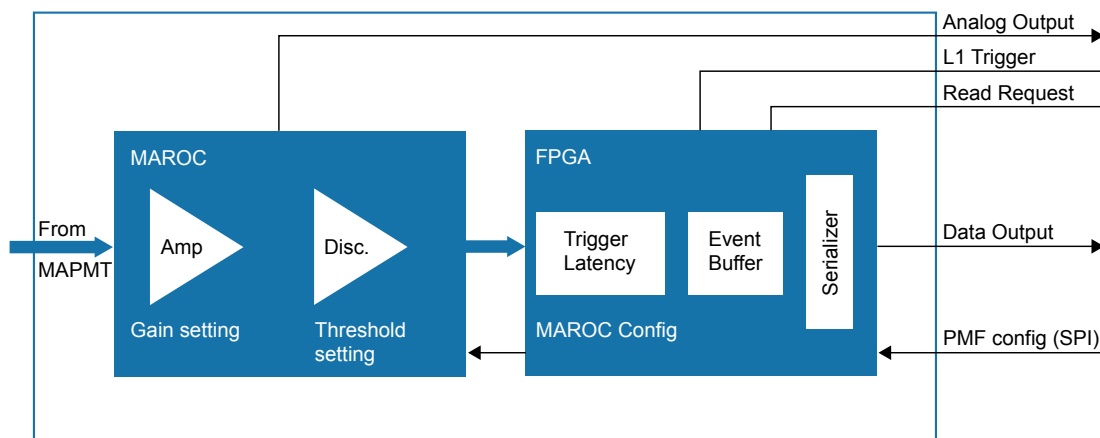 Analog Output
L1 Trigger
Read Request
MAROC
FPGA
From
MAPMT
Amp
Disc.
Trigger
Latency
Event
Buffer
Serializer
Data Output
Gain setting
Threshold
setting
MAROC Config
PMF config (SPI)